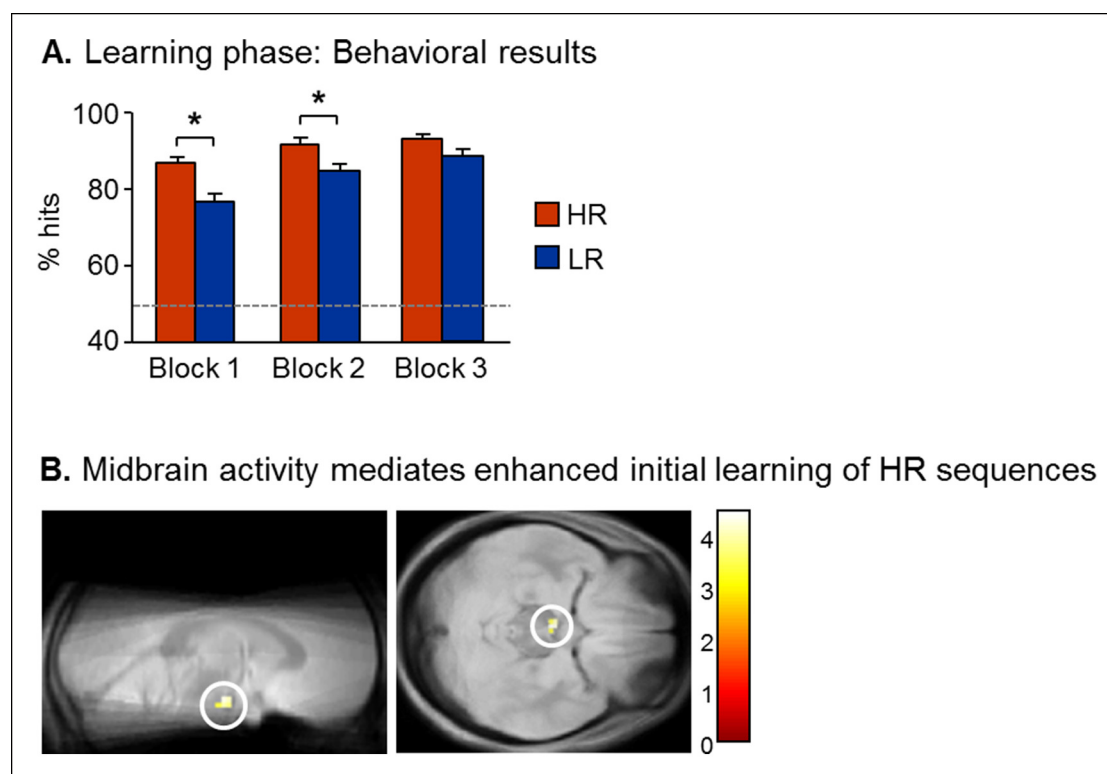 A. Learning phase: Behavioral results
100
80
60
40
% hits
*
*
Block 1 Block 2 Block 3
HR
LR
B. Midbrain activity mediates enhanced initial learning of HR sequences
4
3
2
1
0